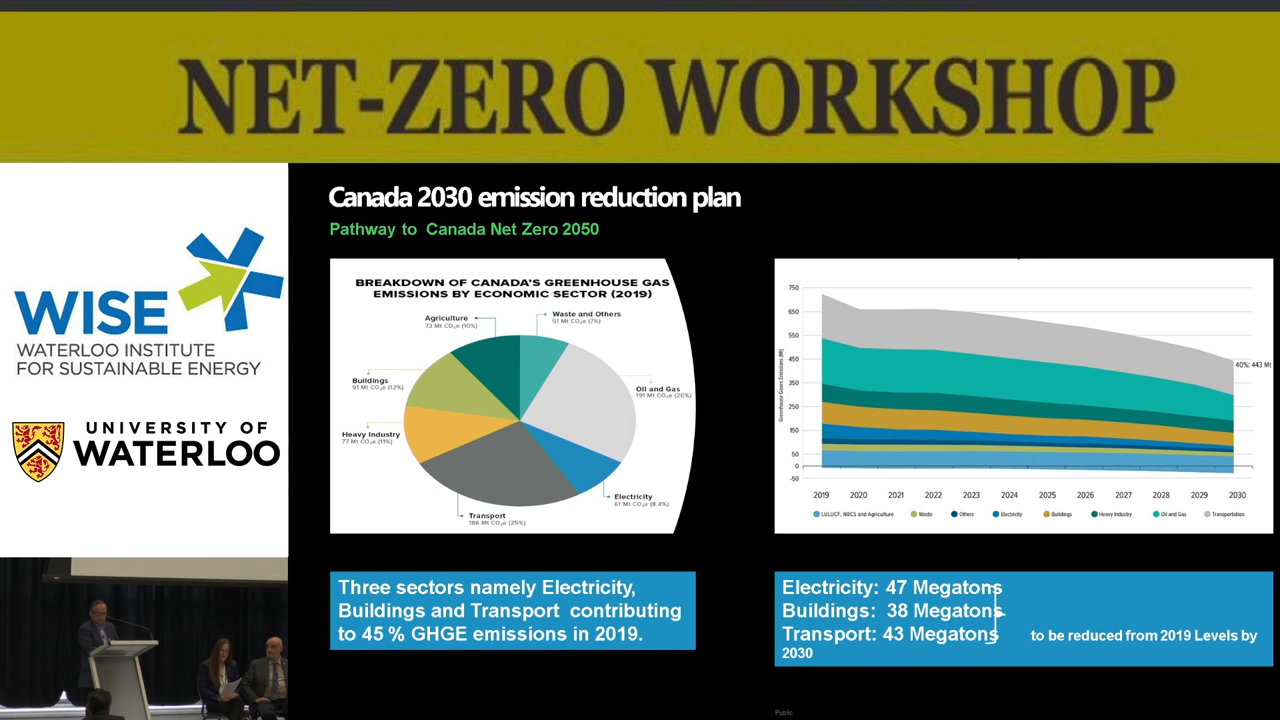 NET-ZERO WORKSHOP
WISE
WATERLOO INSTITUTE
FOR SUSTAINABLE ENERGY
UNIVERSITY OF
WATERLOO
Canada 2030 emission reduction plan
Pathway to Canada Net Zero 2050
BREAKDOWN OF CANADA'S GREENHOUSE GAS
EMISSIONS BY ECONOMIC SECTOR (2019)
Agriculture
73 Mt CO₂e (10%)
Waste and Others
51 Mt CO₂e (7%)
Buildings
91 Mt CO₂e (12%)
Oil and Gas
191 Mt CO₂e (26%)
Heavy Industry
77 Mt CO₂e (11%)
Electricity
61 Mt CO₂e (8.4%)
Transport
186 Mt CO₂e (25%)
Greenhouse Gases Emissions (Mt)
750
650
550
450
350
250
150
50
0
-50
40%: 443 Mt
2019 2020 2021 2022 2023 2024 2025 2026 2027 2028 2029 2030
LULUCF, NBCS and Agriculture Waste Others Electricity Buildings Heavy Industry Oil and Gas Transportation
Three sectors namely Electricity,
Buildings and Transport contributing
to 45 % GHGE emissions in 2019.
Electricity: 47 Megatons
Buildings: 38 Megatons
Transport: 43 Megatons to be reduced from 2019 Levels by
2030
Public